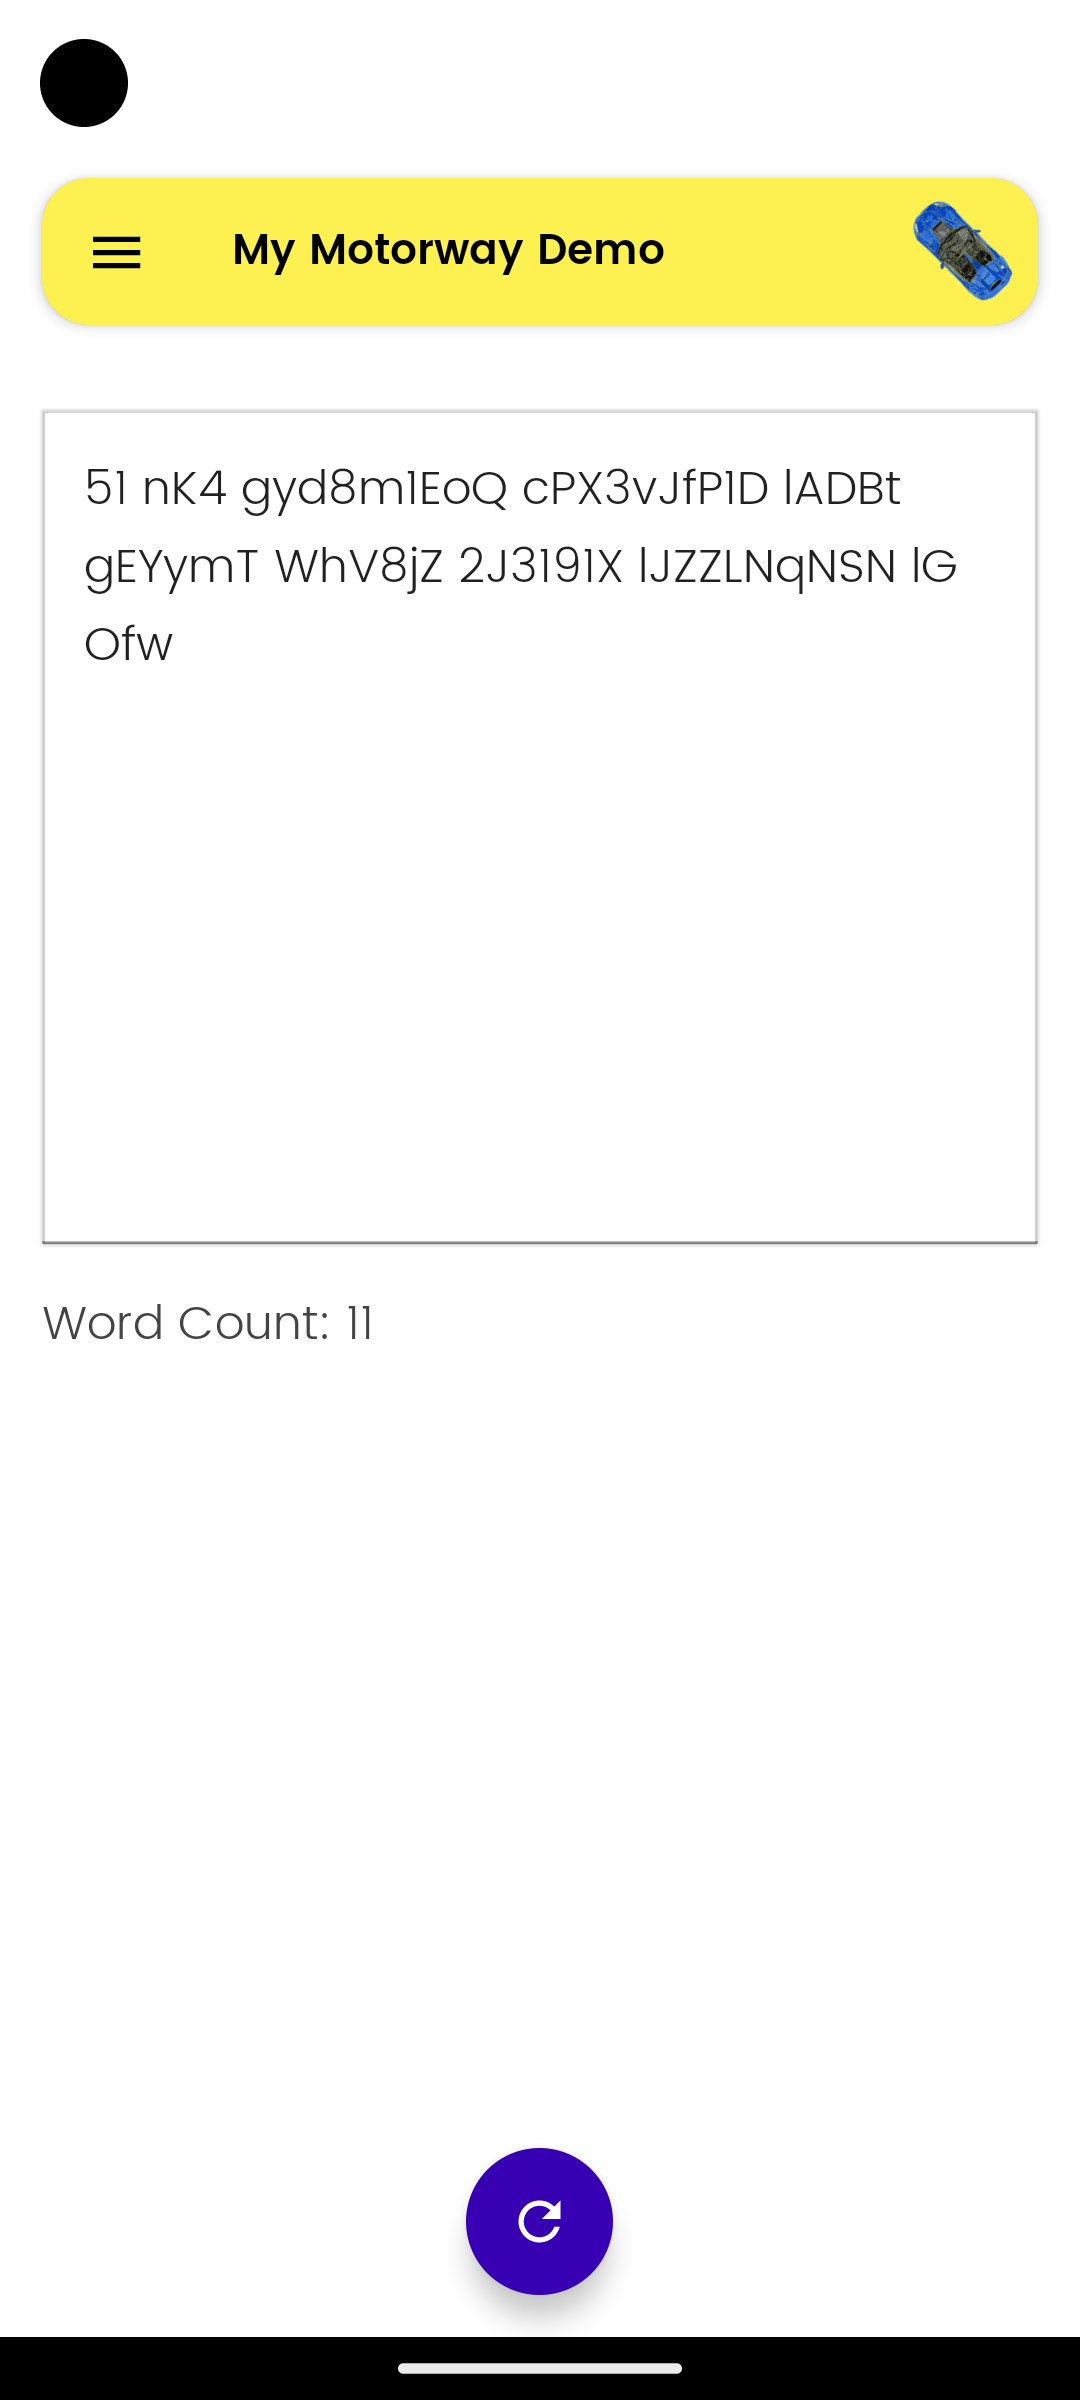 My Motorway Demo
51 nK4 gyd8m1EoQ cPX3vJfP1D lADBt
gEYymT WhV8jZ 2J3191X lJZZLNqNSN lG
Ofw
Word Count: 11